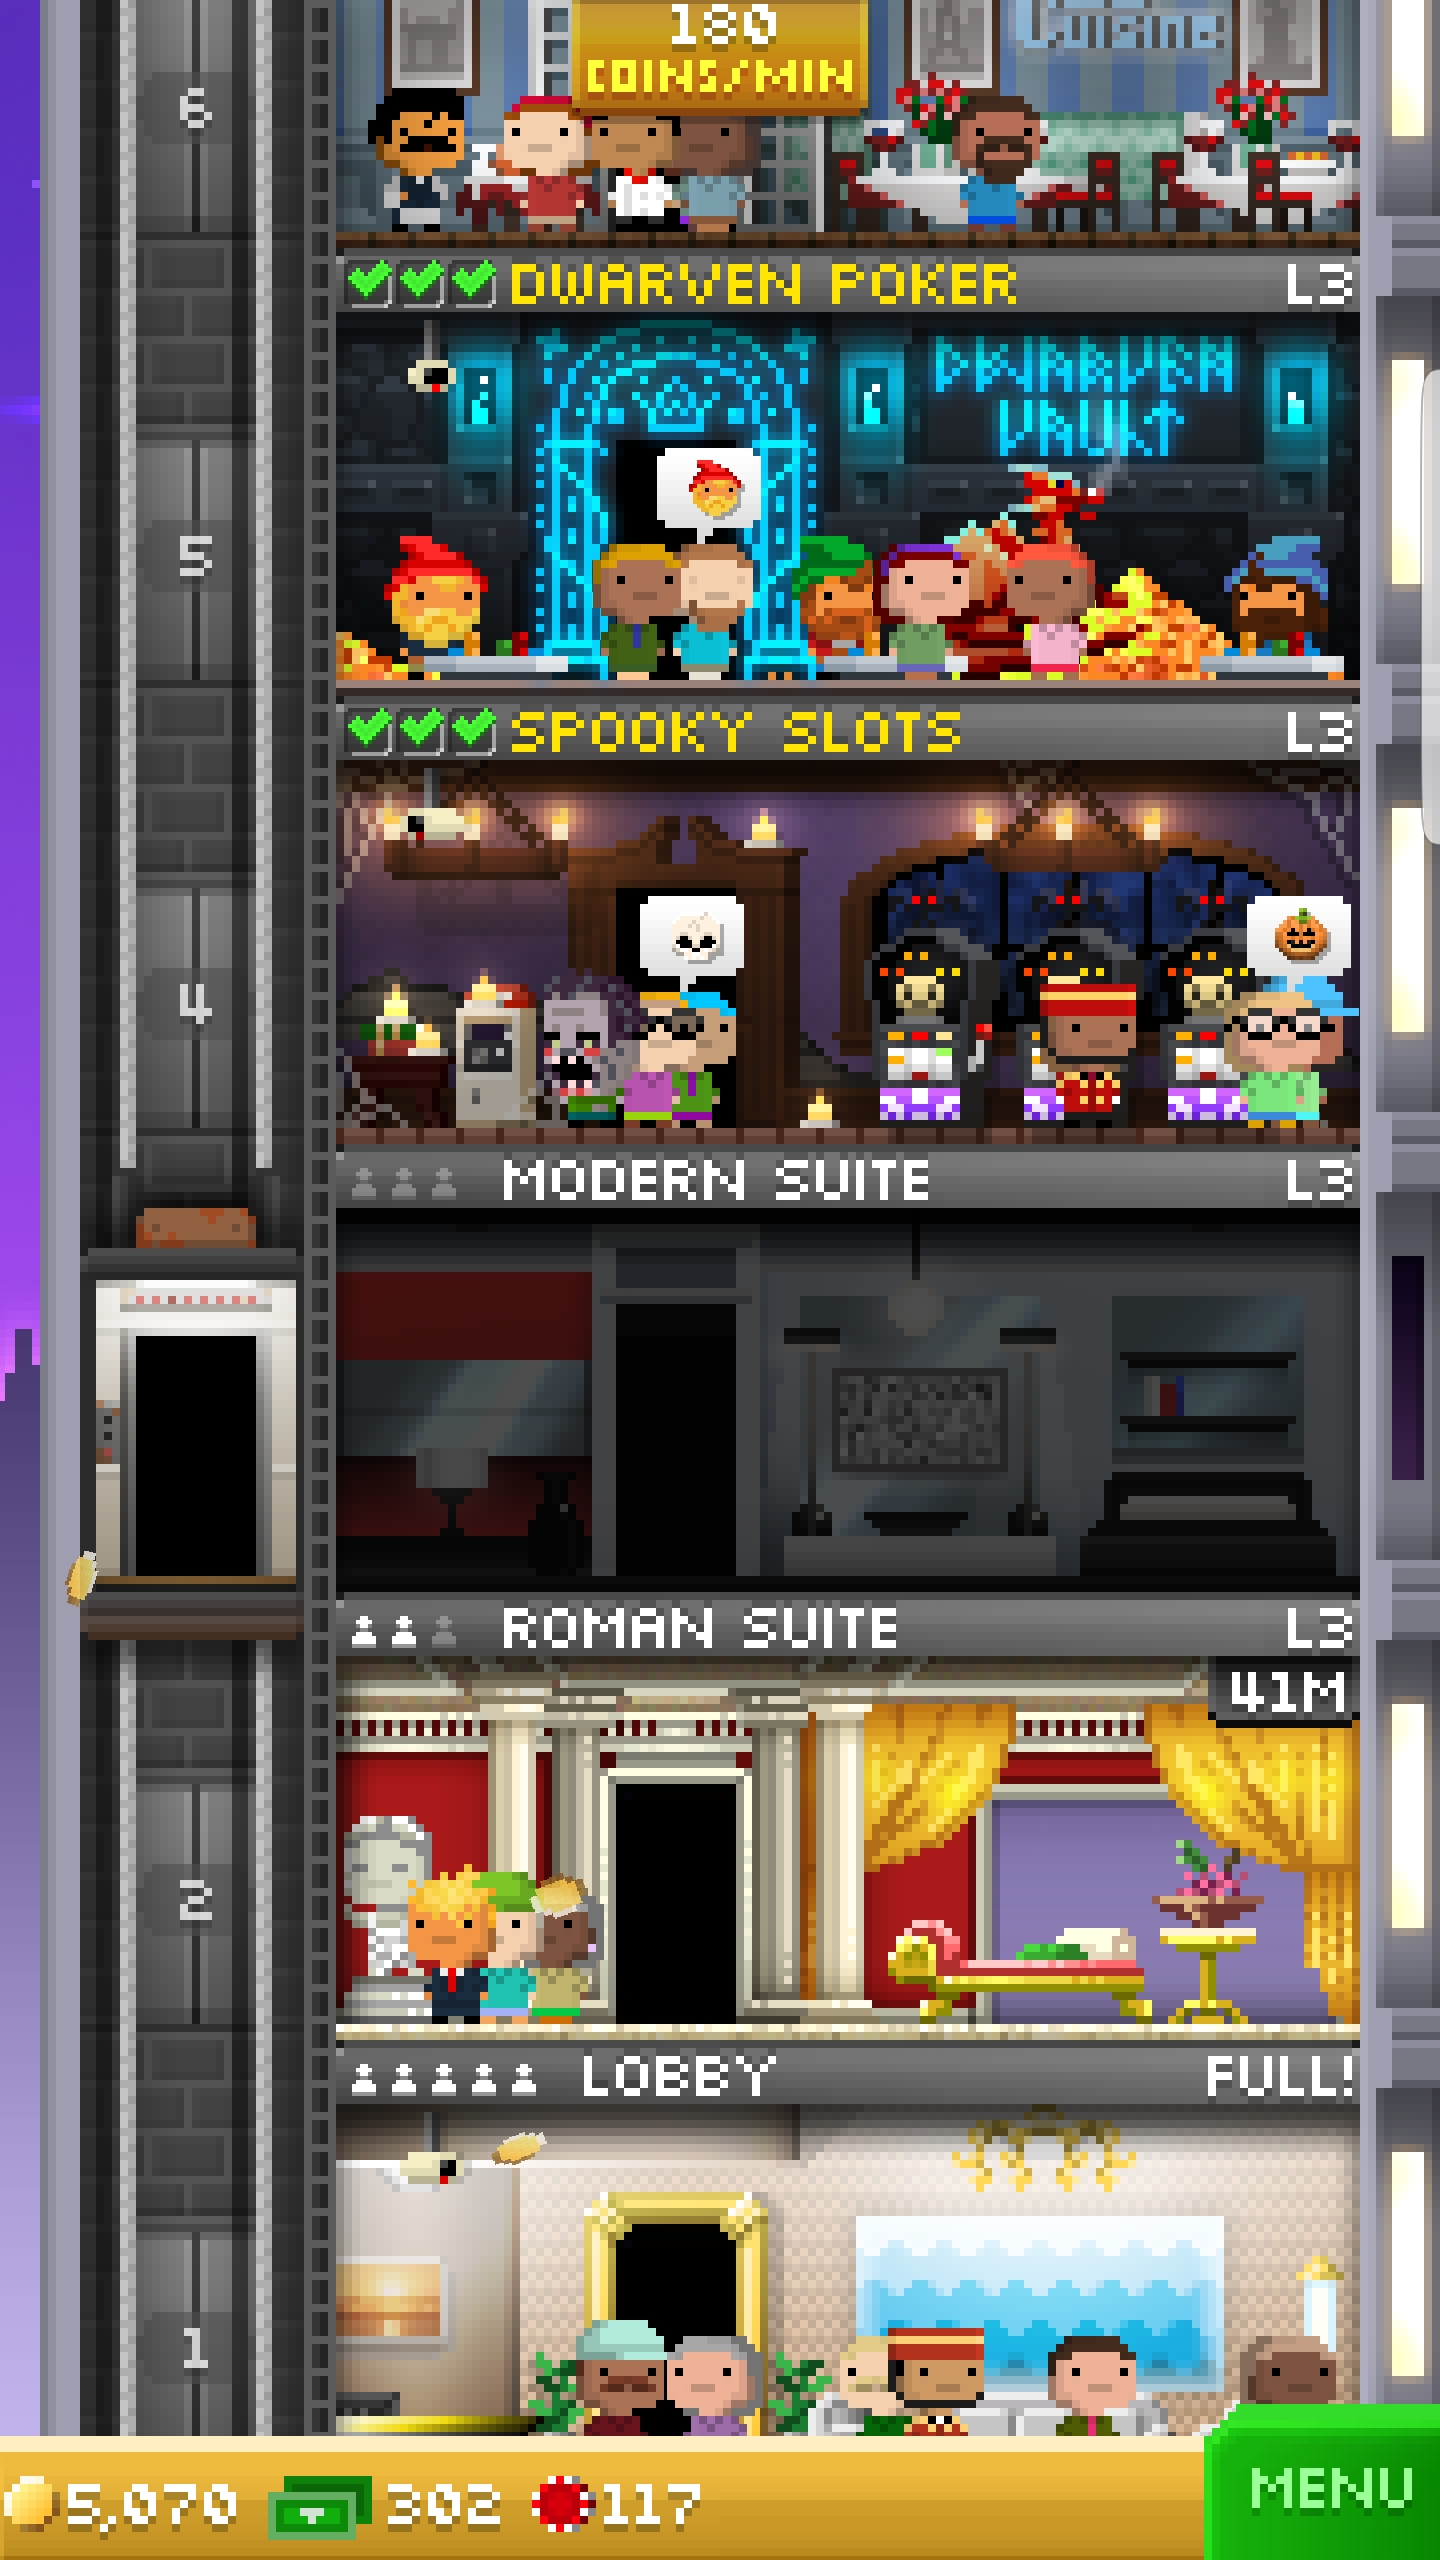 180
COINS/MIN
Cuisine
6
DWARVEN POKER L3
DWARVEN
VAULT
5
SPOOKY SLOTS L3
4
MODERN SUITE L3
ROMAN SUITE L3
41M
2
LOBBY FULL!
1
5,070 302 117
MENU